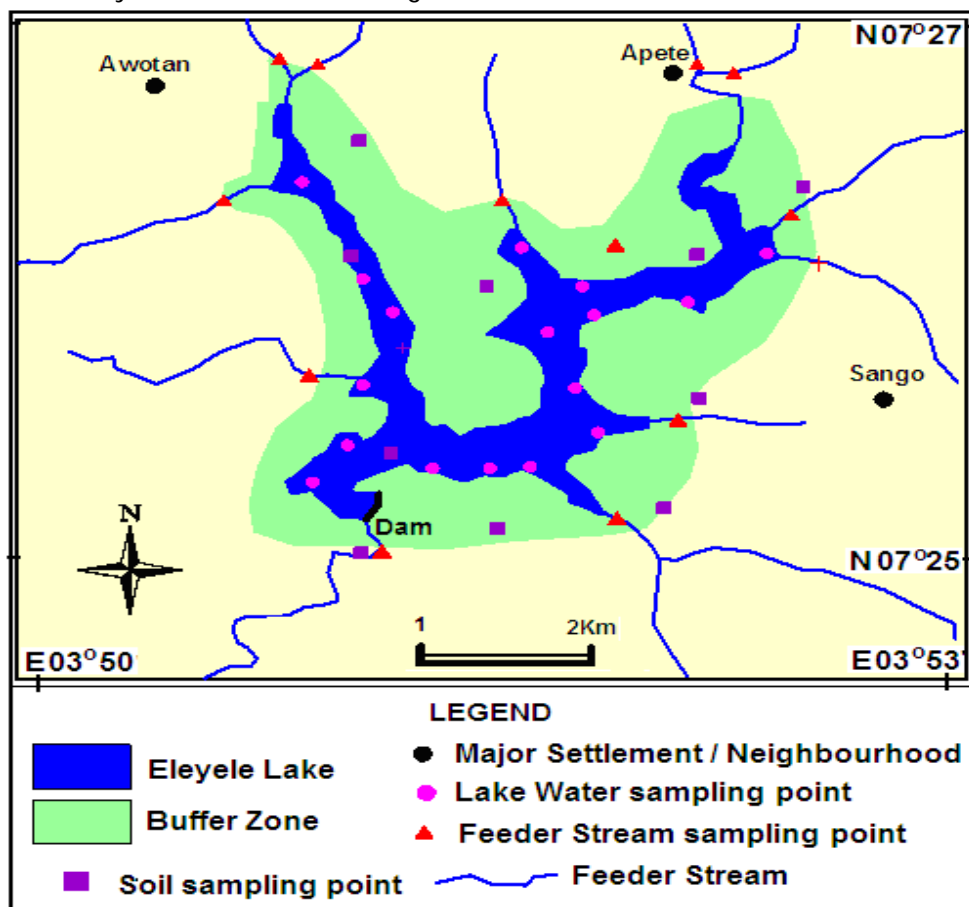 N07°27
Awotan
Apete
Sango
N
Dam
N07°25
1 2Km
E03°50 E03°53'
LEGEND
Eleyele Lake
Buffer Zone
Soil sampling point
Major Settlement / Neighbourhood
Lake Water sampling point
Feeder Stream sampling point
Feeder Stream